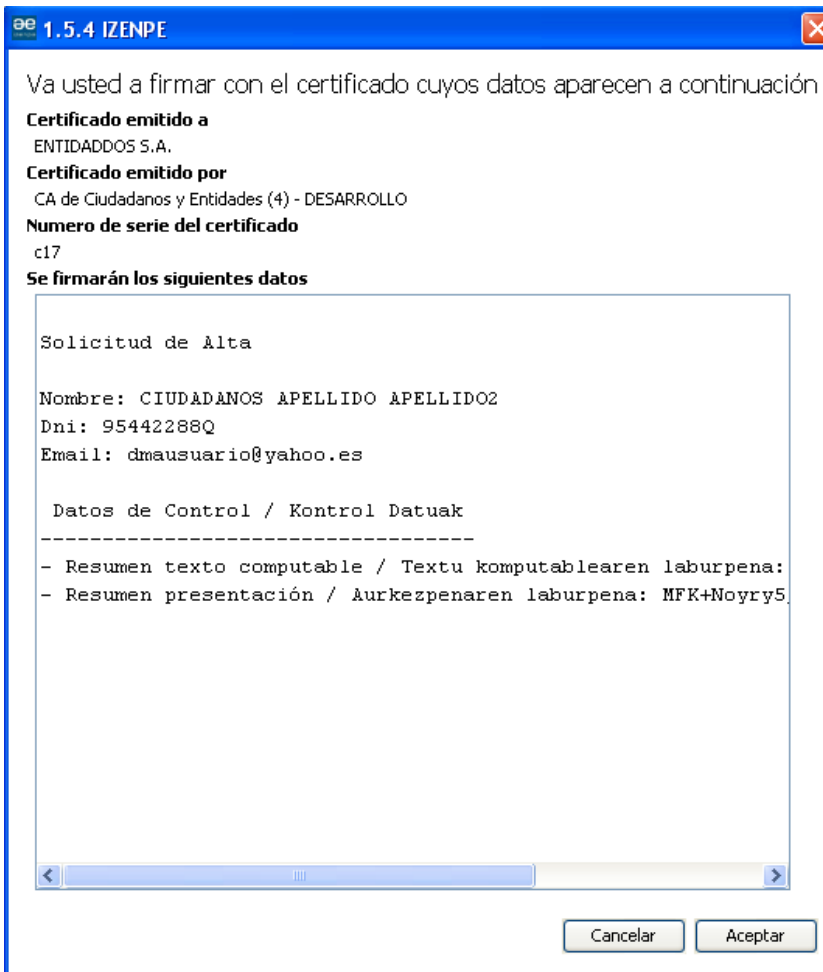 1.5.4 IZENPE
Va usted a firmar con el certificado cuyos datos aparecen a continuación
Certificado emitido a
ENTIDADDOS S.A.
Certificado emitido por
CA de Ciudadanos y Entidades (4) - DESARROLLO
Numero de serie del certificado
c17
Se firmarán los siguientes datos
Solicitud de Alta
Nombre: CIUDADANOS APELLIDO APELLIDO2
Dni: 95442288Q
Email: dmausuario@yahoo.es
Datos de Control / Kontrol Datuak
-----------------------------------
- Resumen texto computable / Textu komputablearen laburpena:
- Resumen presentación / Aurkezpenaren laburpena: MFK+Noyry5
Cancelar Aceptar